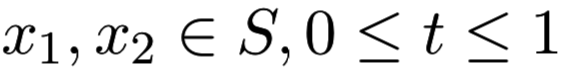 x₁, x₂ ∈ S, 0 ≤ t ≤ 1